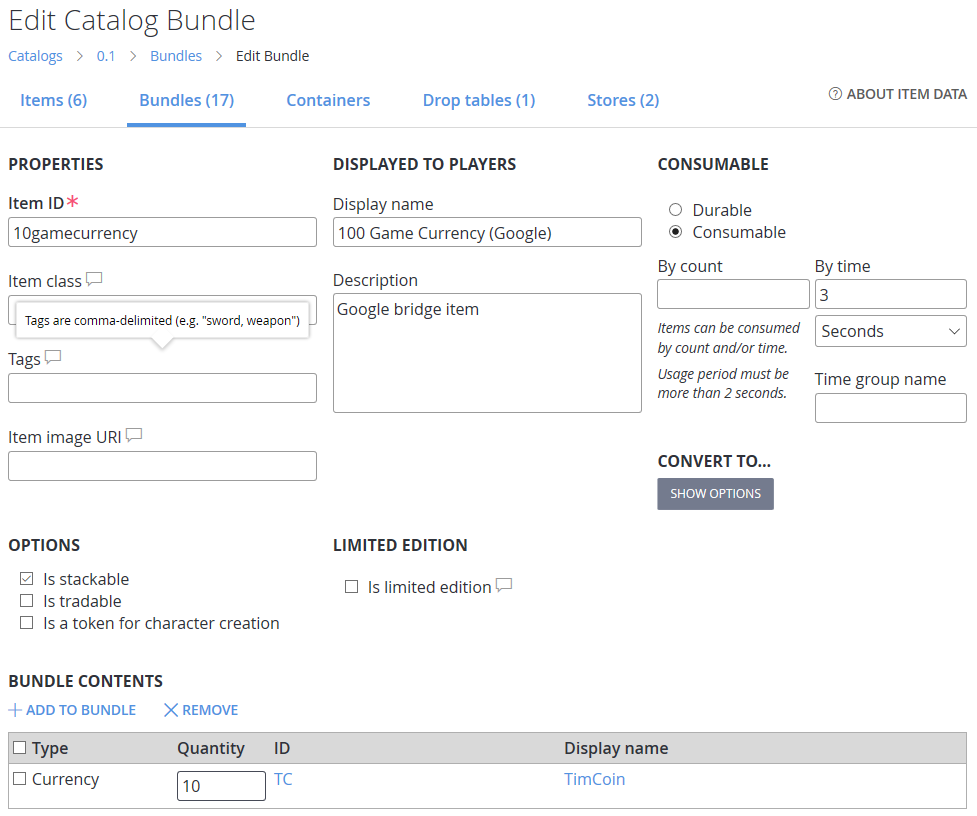 Edit Catalog Bundle
Catalogs > 0.1 > Bundles > Edit Bundle
Items (6) Bundles (17) Containers Drop tables (1) Stores (2) ABOUT ITEM DATA
PROPERTIES
Item ID*
10gamecurrency
Item class
Tags are comma-delimited (e.g. "sword, weapon")
Tags
Item image URI
DISPLAYED TO PLAYERS
Display name
100 Game Currency (Google)
Description
Google bridge item
CONSUMABLE
Durable
Consumable
By count
Items can be consumed
by count and/or time.
Usage period must be
more than 2 seconds.
By time
3
Seconds
Time group name
CONVERT TO...
SHOW OPTIONS
OPTIONS
Is stackable
Is tradable
Is a token for character creation
LIMITED EDITION
Is limited edition
BUNDLE CONTENTS
ADD TO BUNDLE REMOVE
Type Quantity ID Display name
Currency 10 TC TimCoin